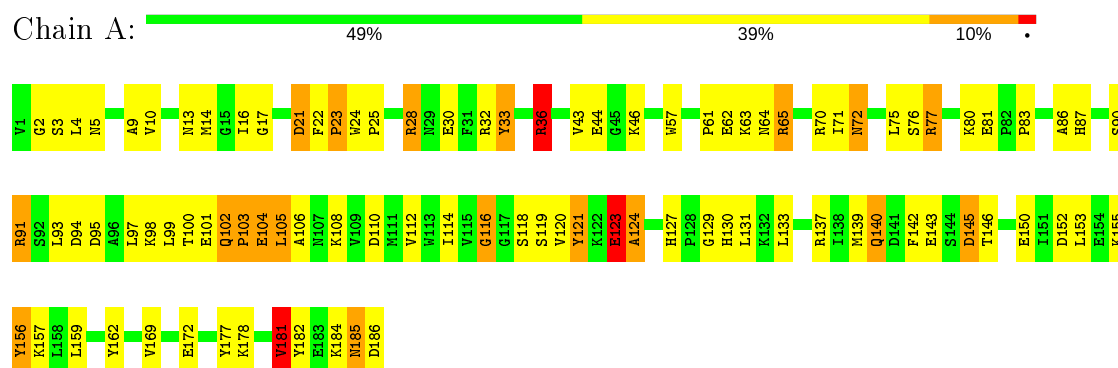 Chain A:
49% 39% 10% •
V1 G2 S3 L4 N5 A9 V10 N13 M14 G15 I16 G17 D21 F22 P23 W24 P25 R28 N29 E30 F31 R32 Y33 R36 V43 E44 G45 K46 W57 P61 E62 K63 N64 R65 R70 I71 N72 L75 S76 R77 K80 E81 P82 P83 A86 H87 S90
R91 S92 L93 D94 D95 A96 L97 K98 L99 T100 E101 Q102 P103 E104 L105 A106 N107 K108 V109 D110 M111 V112 W113 I114 V115 G116 G117 S118 S119 V120 Y121 K122 E123 A124 H127 P128 G129 H130 L131 K132 L133 R137 I138 M139 Q140 D141 F142 E143 S144 D145 T146 E150 I151 D152 L153 E154 K155
Y156 K157 L158 L159 Y162 V169 E172 Y177 K178 V181 Y182 E183 K184 N185 D186